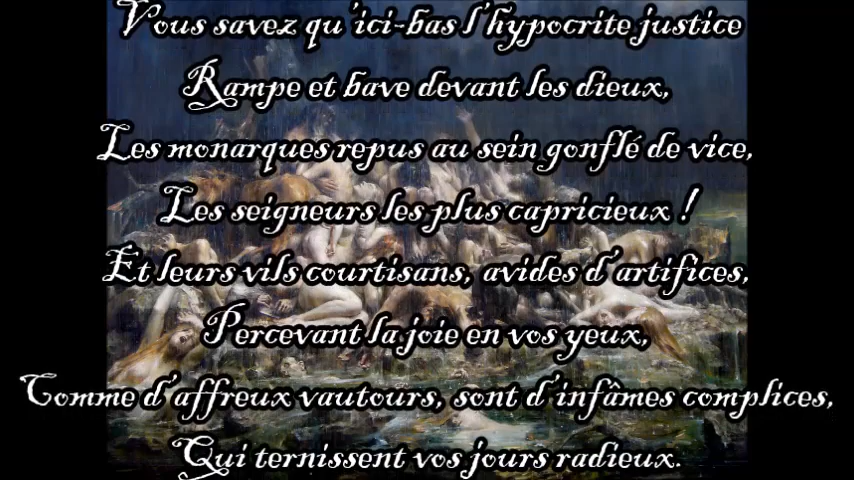 Vous savez qu'ici-bas l'hypocrite justice
Rampe et bave devant les dieux,
Les monarques repus au sein gonflé de vice,
Les seigneurs les plus capricieux !
Et leurs vils courtisans, avides d'artifices,
Percevant la joie en vos yeux,
Comme d'affreux vautours, sont d'infâmes complices,
Qui ternissent vos jours radieux.